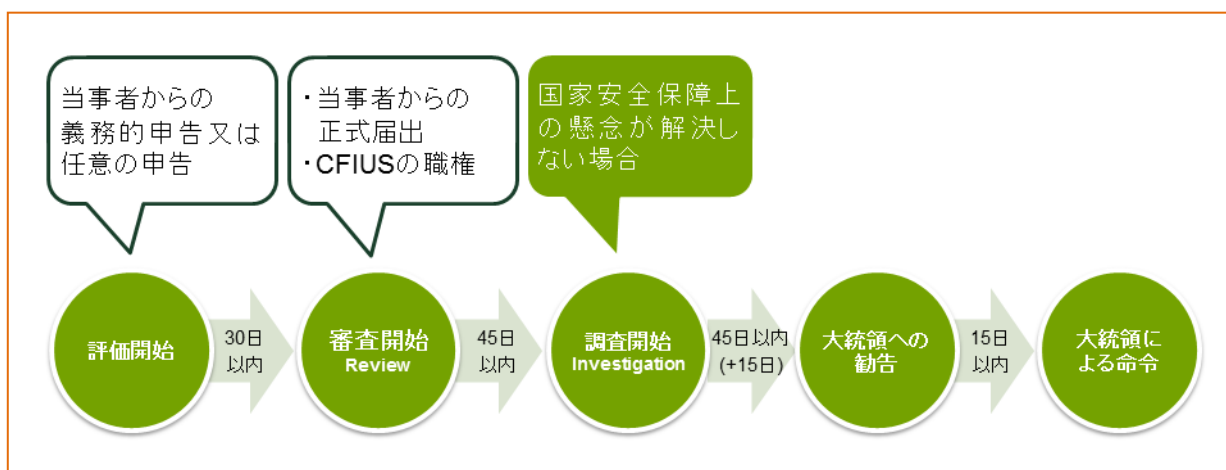 当事者からの
義務的申告又は
任意の申告
・当事者からの
正式届出
・CFIUSの職権
国家安全保障上
の懸念が解決し
ない場合
評価開始
30日
以内
審査開始
Review
45日
以内
調査開始
Investigation
45日以内
(+15日)
大統領への
勧告
15日
以内
大統領に
よる命令